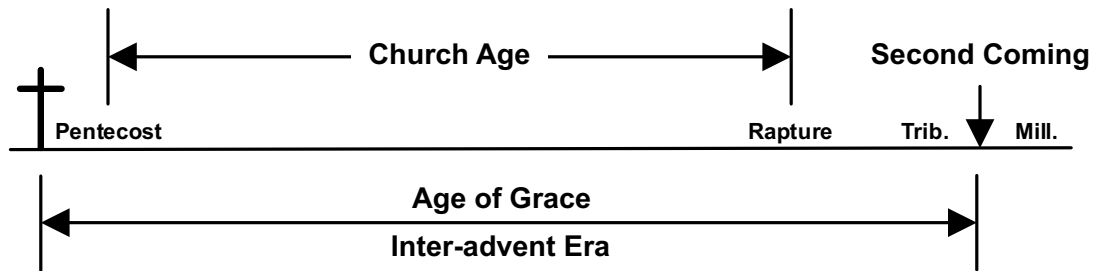 Church Age
Second Coming
Pentecost
Rapture
Trib.
Mill.
Age of Grace
Inter-advent Era